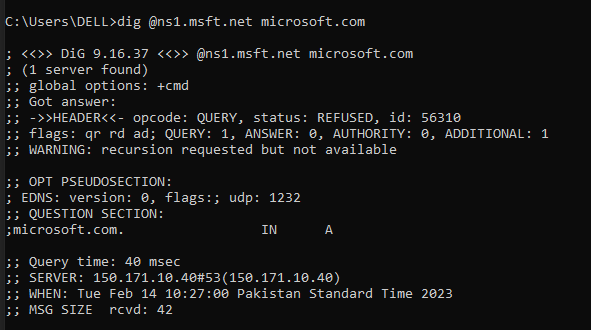 C:\Users\DELL>dig @ns1.msft.net microsoft.com
; <<>> DiG 9.16.37 <<>> @ns1.msft.net microsoft.com
; (1 server found)
;; global options: +cmd
;; Got answer:
;; ->>HEADER<<- opcode: QUERY, status: REFUSED, id: 56310
;; flags: qr rd ad; QUERY: 1, ANSWER: 0, AUTHORITY: 0, ADDITIONAL: 1
;; WARNING: recursion requested but not available
;; OPT PSEUDOSECTION:
; EDNS: version: 0, flags:; udp: 1232
;; QUESTION SECTION:
;microsoft.com. IN A
;; Query time: 40 msec
;; SERVER: 150.171.10.40#53(150.171.10.40)
;; WHEN: Tue Feb 14 10:27:00 Pakistan Standard Time 2023
;; MSG SIZE rcvd: 42